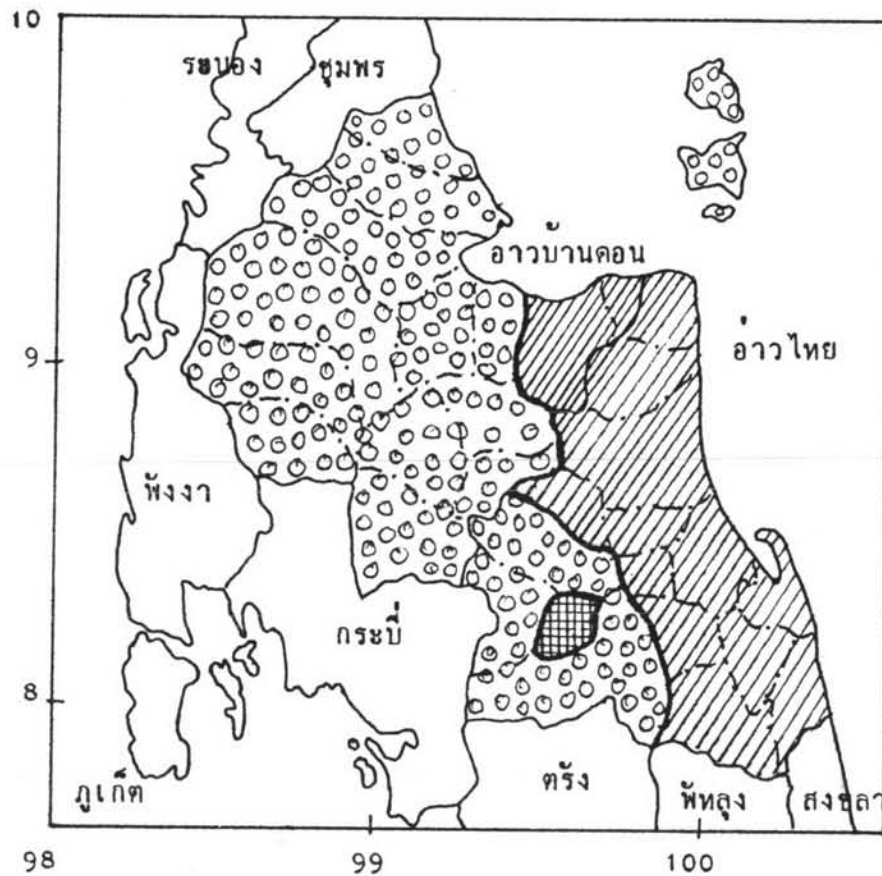 10
ระนอง ชุมพร
อ่าวบ้านดอน
9
อ่าวไทย
พังงา
กระบี่
8
ภูเก็ต
ตรัง
พัทลุง
สงขลา
98 99 100